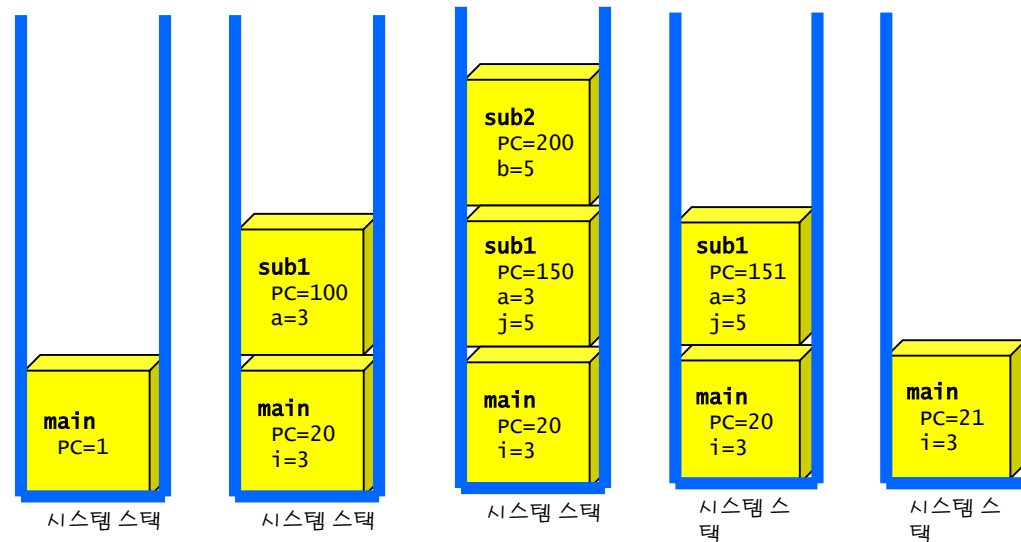 main
PC=1
시스템 스택
sub1
PC=100
a=3
main
PC=20
i=3
시스템 스택
sub2
PC=200
b=5
sub1
PC=150
a=3
j=5
main
PC=20
i=3
시스템 스택
sub1
PC=151
a=3
j=5
main
PC=20
i=3
시스템 스
택
main
PC=21
i=3
시스템 스
택